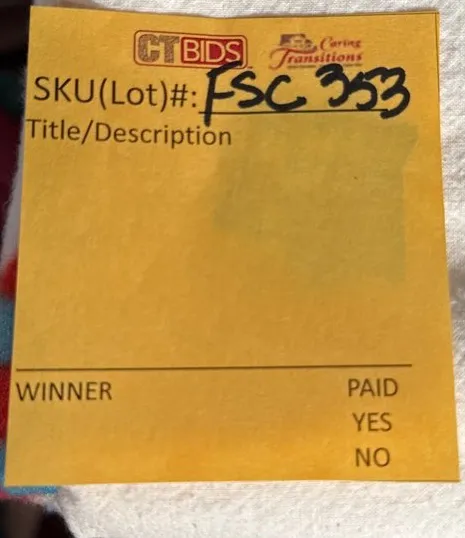 CTBIDS Caring Transitions
SKU(Lot)#: FSC 353
Title/Description
WINNER PAID
YES
NO